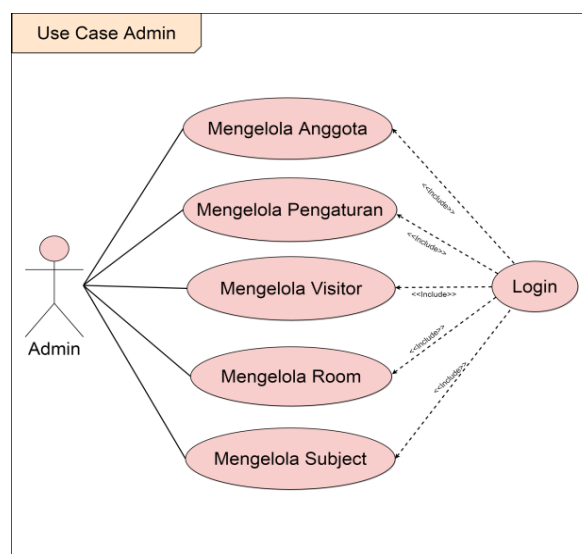 Use Case Admin
Mengelola Anggota
<<Include>>
Mengelola Pengaturan
<<Include>>
Mengelola Visitor
<<Include>>
Login
Admin
<<Include>>
Mengelola Room
<<Include>>
Mengelola Subject